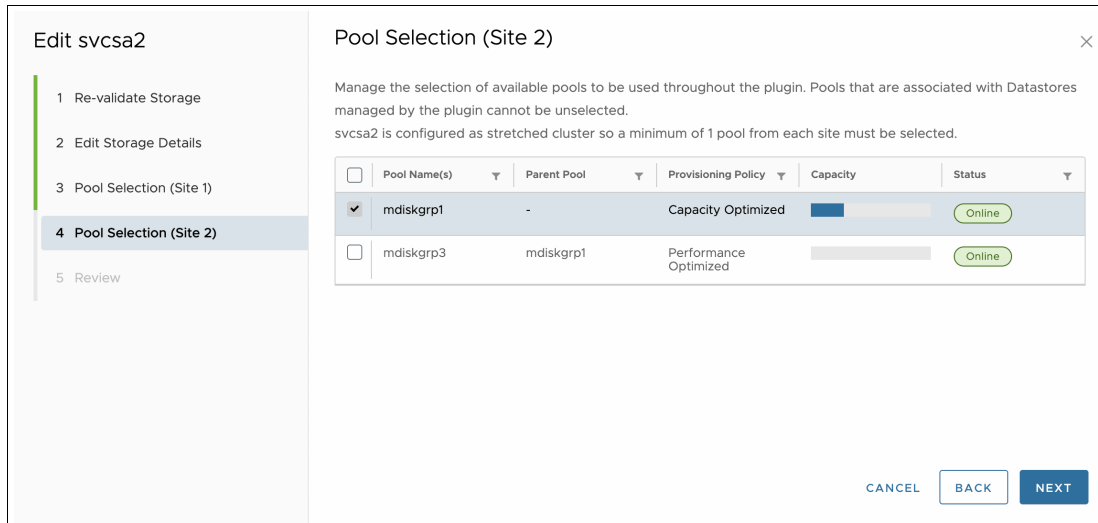 Edit svcsa2
1 Re-validate Storage
2 Edit Storage Details
3 Pool Selection (Site 1)
4 Pool Selection (Site 2)
5 Review
Pool Selection (Site 2)
Manage the selection of available pools to be used throughout the plugin. Pools that are associated with Datastores
managed by the plugin cannot be unselected.
svcsa2 is configured as stretched cluster so a minimum of 1 pool from each site must be selected.
Pool Name(s) Parent Pool Provisioning Policy Capacity Status
mdiskgrp1 - Capacity Optimized Online
mdiskgrp3 mdiskgrp1 Performance Online
Optimized
CANCEL BACK NEXT